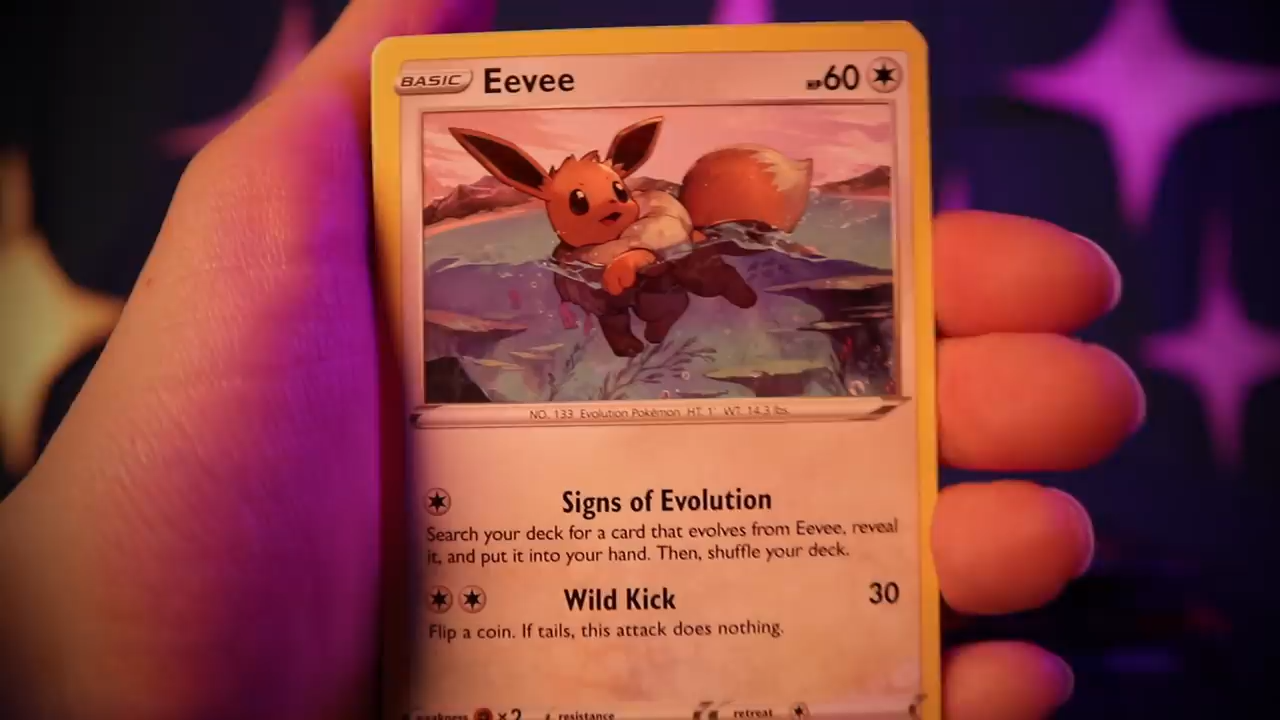 BASIC Eevee HP60
NO. 133 Evolution Pokémon HT. 1' WT. 14.3 lbs.
Signs of Evolution
Search your deck for a card that evolves from Eevee, reveal
it, and put it into your hand. Then, shuffle your deck.
Wild Kick 30
Flip a coin. If tails, this attack does nothing.
weakness ×2 resistance retreat